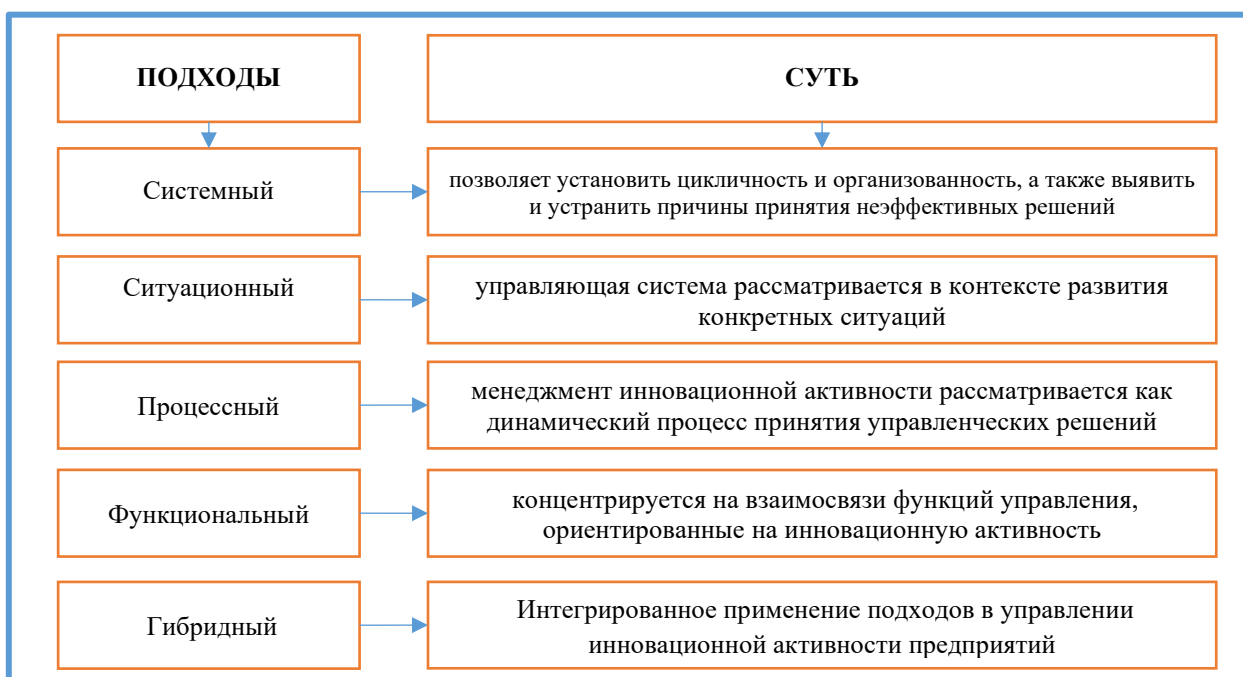 ПОДХОДЫ
СУТЬ
Системный
позволяет установить цикличность и организованность, а также выявить
и устранить причины принятия неэффективных решений
Ситуационный
управляющая система рассматривается в контексте развития
конкретных ситуаций
Процессный
менеджмент инновационной активности рассматривается как
динамический процесс принятия управленческих решений
Функциональный
концентрируется на взаимосвязи функций управления,
ориентированные на инновационную активность
Гибридный
Интегрированное применение подходов в управлении
инновационной активности предприятий